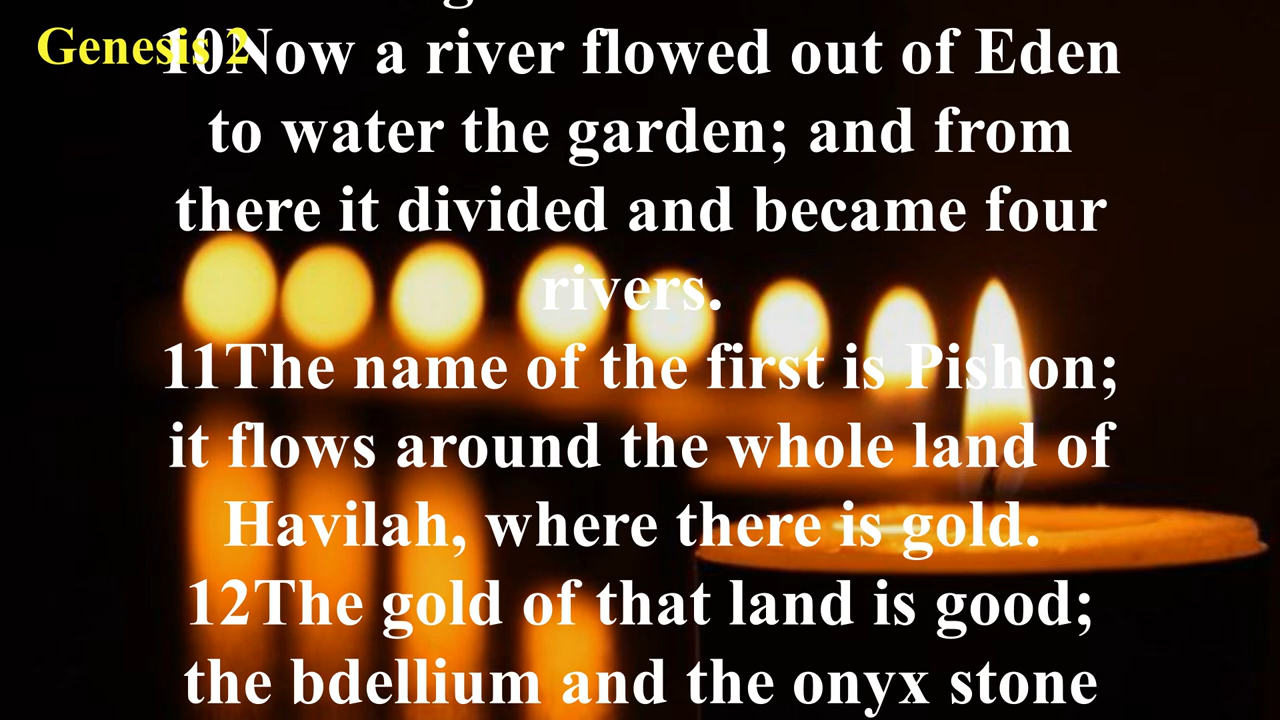 Genesis 2
10Now a river flowed out of Eden
to water the garden; and from
there it divided and became four
rivers.
11The name of the first is Pishon;
it flows around the whole land of
Havilah, where there is gold.
12The gold of that land is good;
the bdellium and the onyx stone